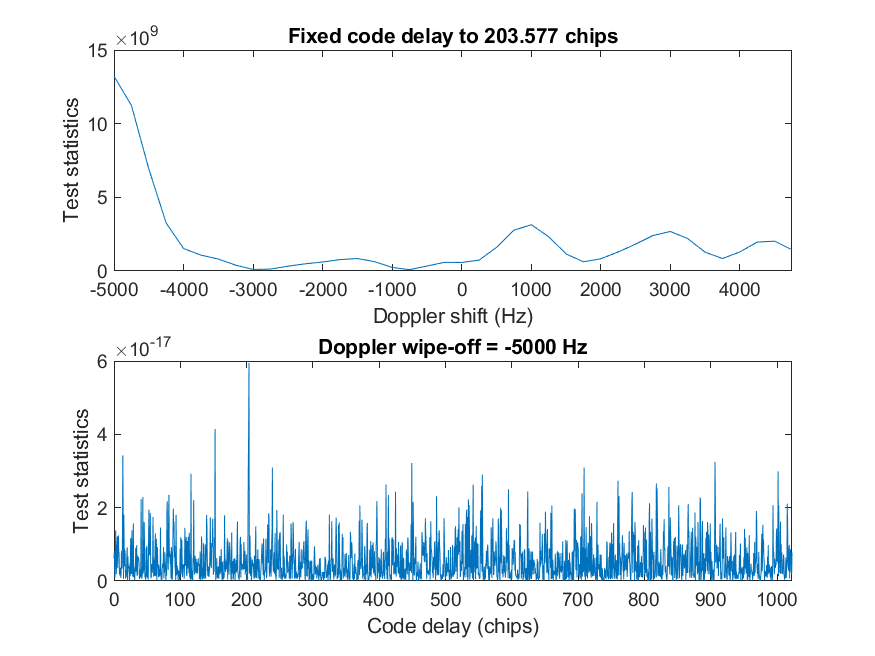 ×10^9
Fixed code delay to 203.577 chips
15
10
5
0
Test statistics
-5000 -4000 -3000 -2000 -1000 0 1000 2000 3000 4000
Doppler shift (Hz)
×10^-17
Doppler wipe-off = -5000 Hz
6
4
2
0
Test statistics
0 100 200 300 400 500 600 700 800 900 1000
Code delay (chips)